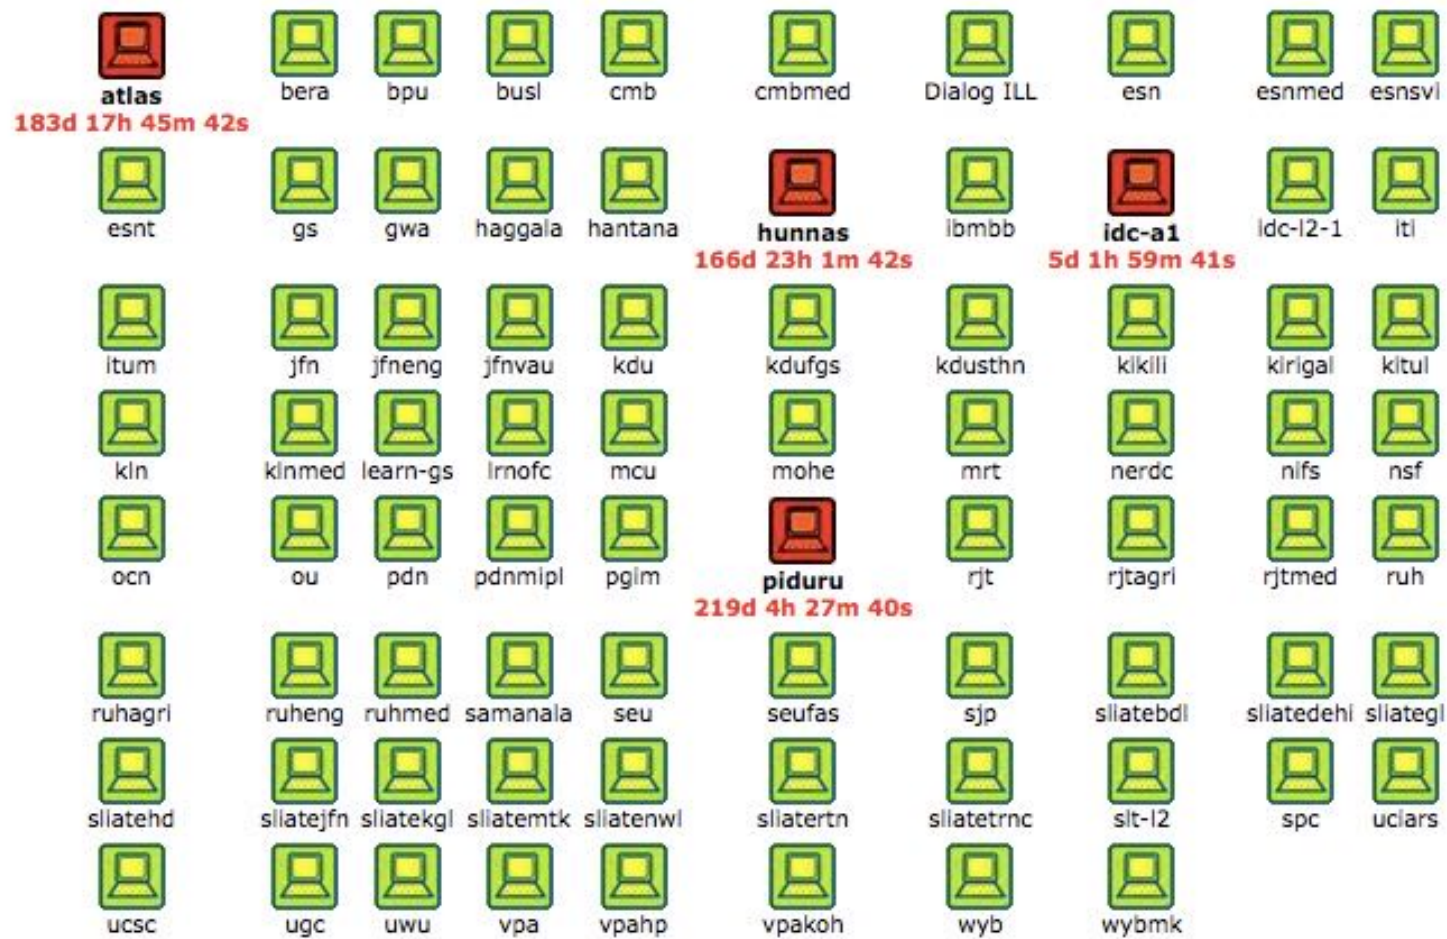 atlas bera bpu busl cmb cmbmed Dialog ILL esn esnmed esnsvl
183d 17h 45m 42s
esnt gs gwa haggala hantana hunnas ibmbb idc-a1 idc-l2-1 itl
166d 23h 1m 42s 5d 1h 59m 41s
itum jfn jfneng jfnvau kdu kdufgs kdusthn kikili kirigal kitul
kln klnmed learn-gs lrnofc mcu mohe mrt nerdc nifs nsf
ocn ou pdn pdnmipl pgim piduru rjt rjtagri rjtmed ruh
219d 4h 27m 40s
ruhagri ruheng ruhmed samanala seu seufas sjp sliatebdl sliatedehi sliategl
sliatehd sliatejfn sliatekgl sliatemtk sliatenwl sliatertn sliatetrnc slt-l2 spc uciars
ucsc ugc uwu vpa vpahp vpakoh wyb wybmk